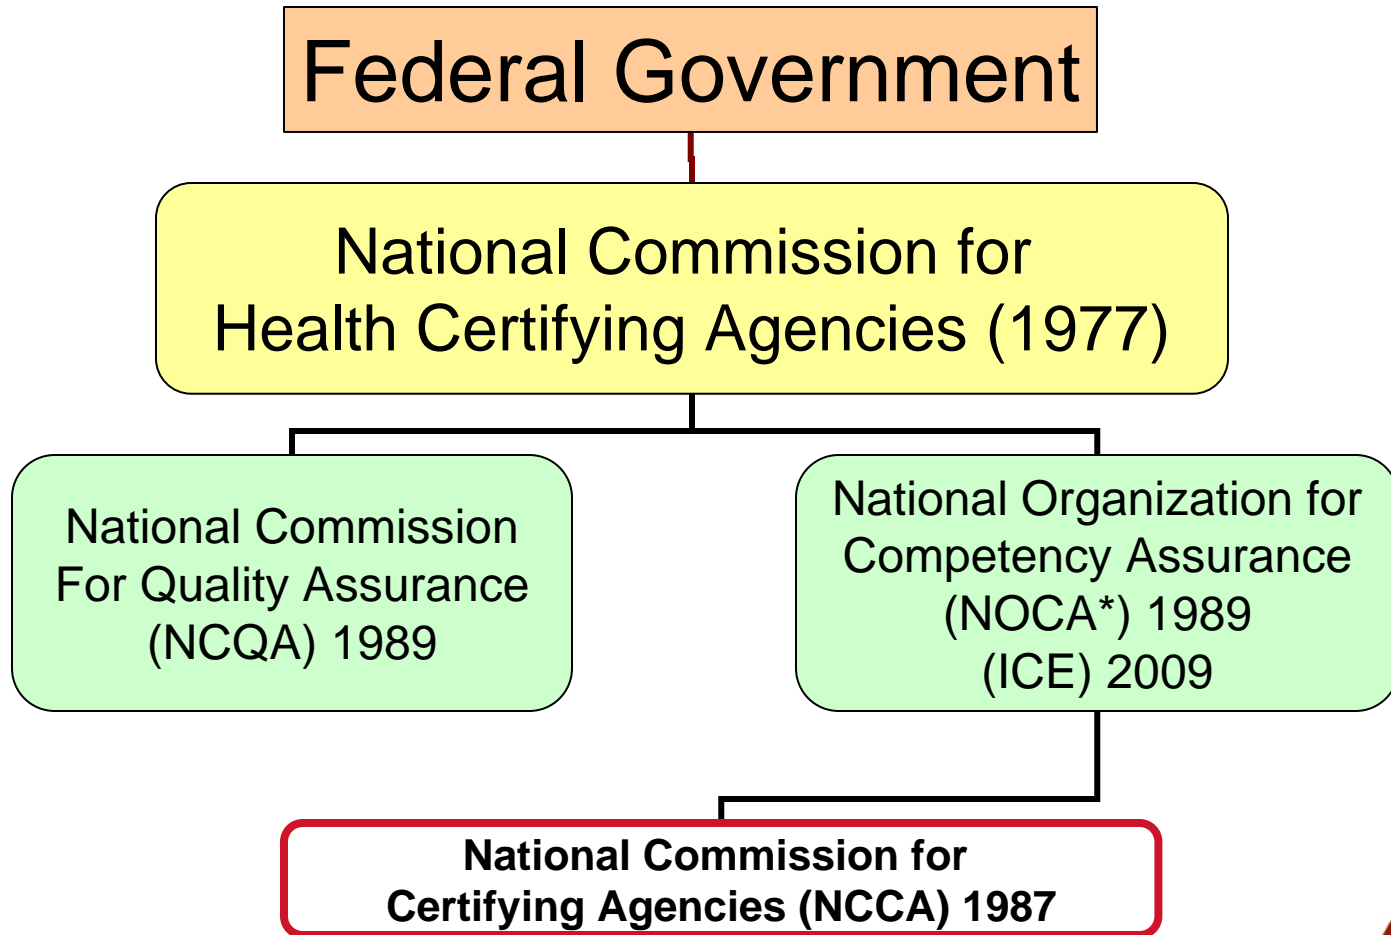 Federal Government
National Commission for
Health Certifying Agencies (1977)
National Commission
For Quality Assurance
(NCQA) 1989
National Organization for
Competency Assurance
(NOCA*) 1989
(ICE) 2009
National Commission for
Certifying Agencies (NCCA) 1987